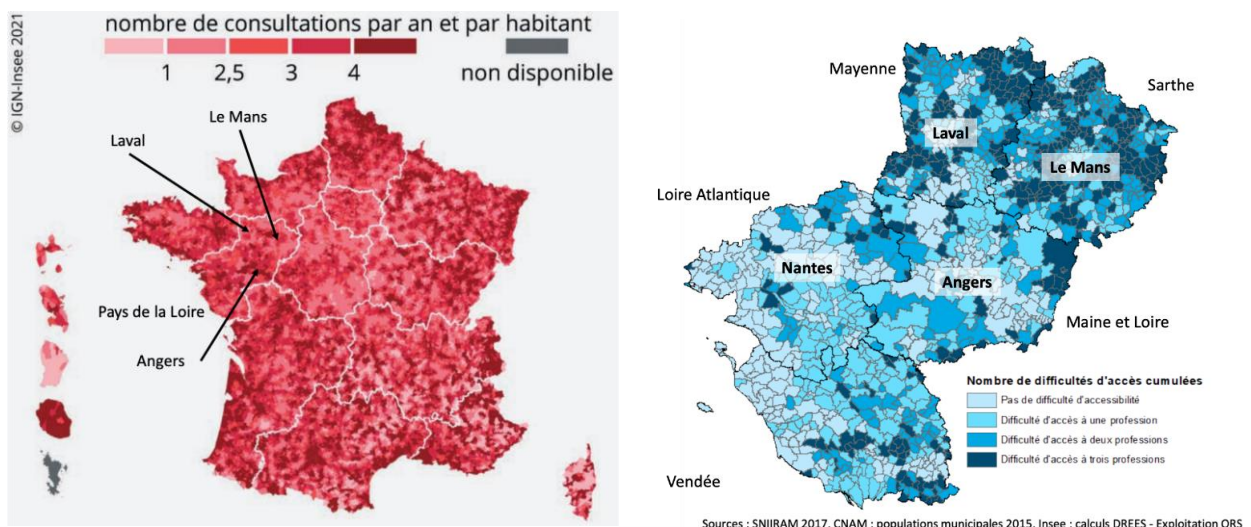 © IGN-Insee 2021
nombre de consultations par an et par habitant
1 2,5 3 4 non disponible
Le Mans
Laval
Pays de la Loire
Angers
Mayenne
Sarthe
Laval
Le Mans
Loire Atlantique
Nantes
Angers
Maine et Loire
Vendée
Nombre de difficultés d'accès cumulées
Pas de difficulté d'accessibilité
Difficulté d'accès à une profession
Difficulté d'accès à deux professions
Difficulté d'accès à trois professions
Sources : SNIIRAM 2017, CNAM ; populations municipales 2015, Insee ; calculs DREES - Exploitation ORS